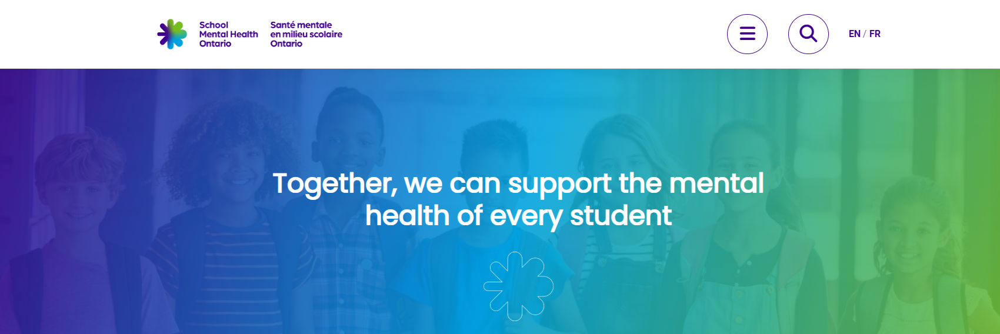 School
Mental Health
Ontario
Santé mentale
en milieu scolaire
Ontario
EN / FR
Together, we can support the mental
health of every student